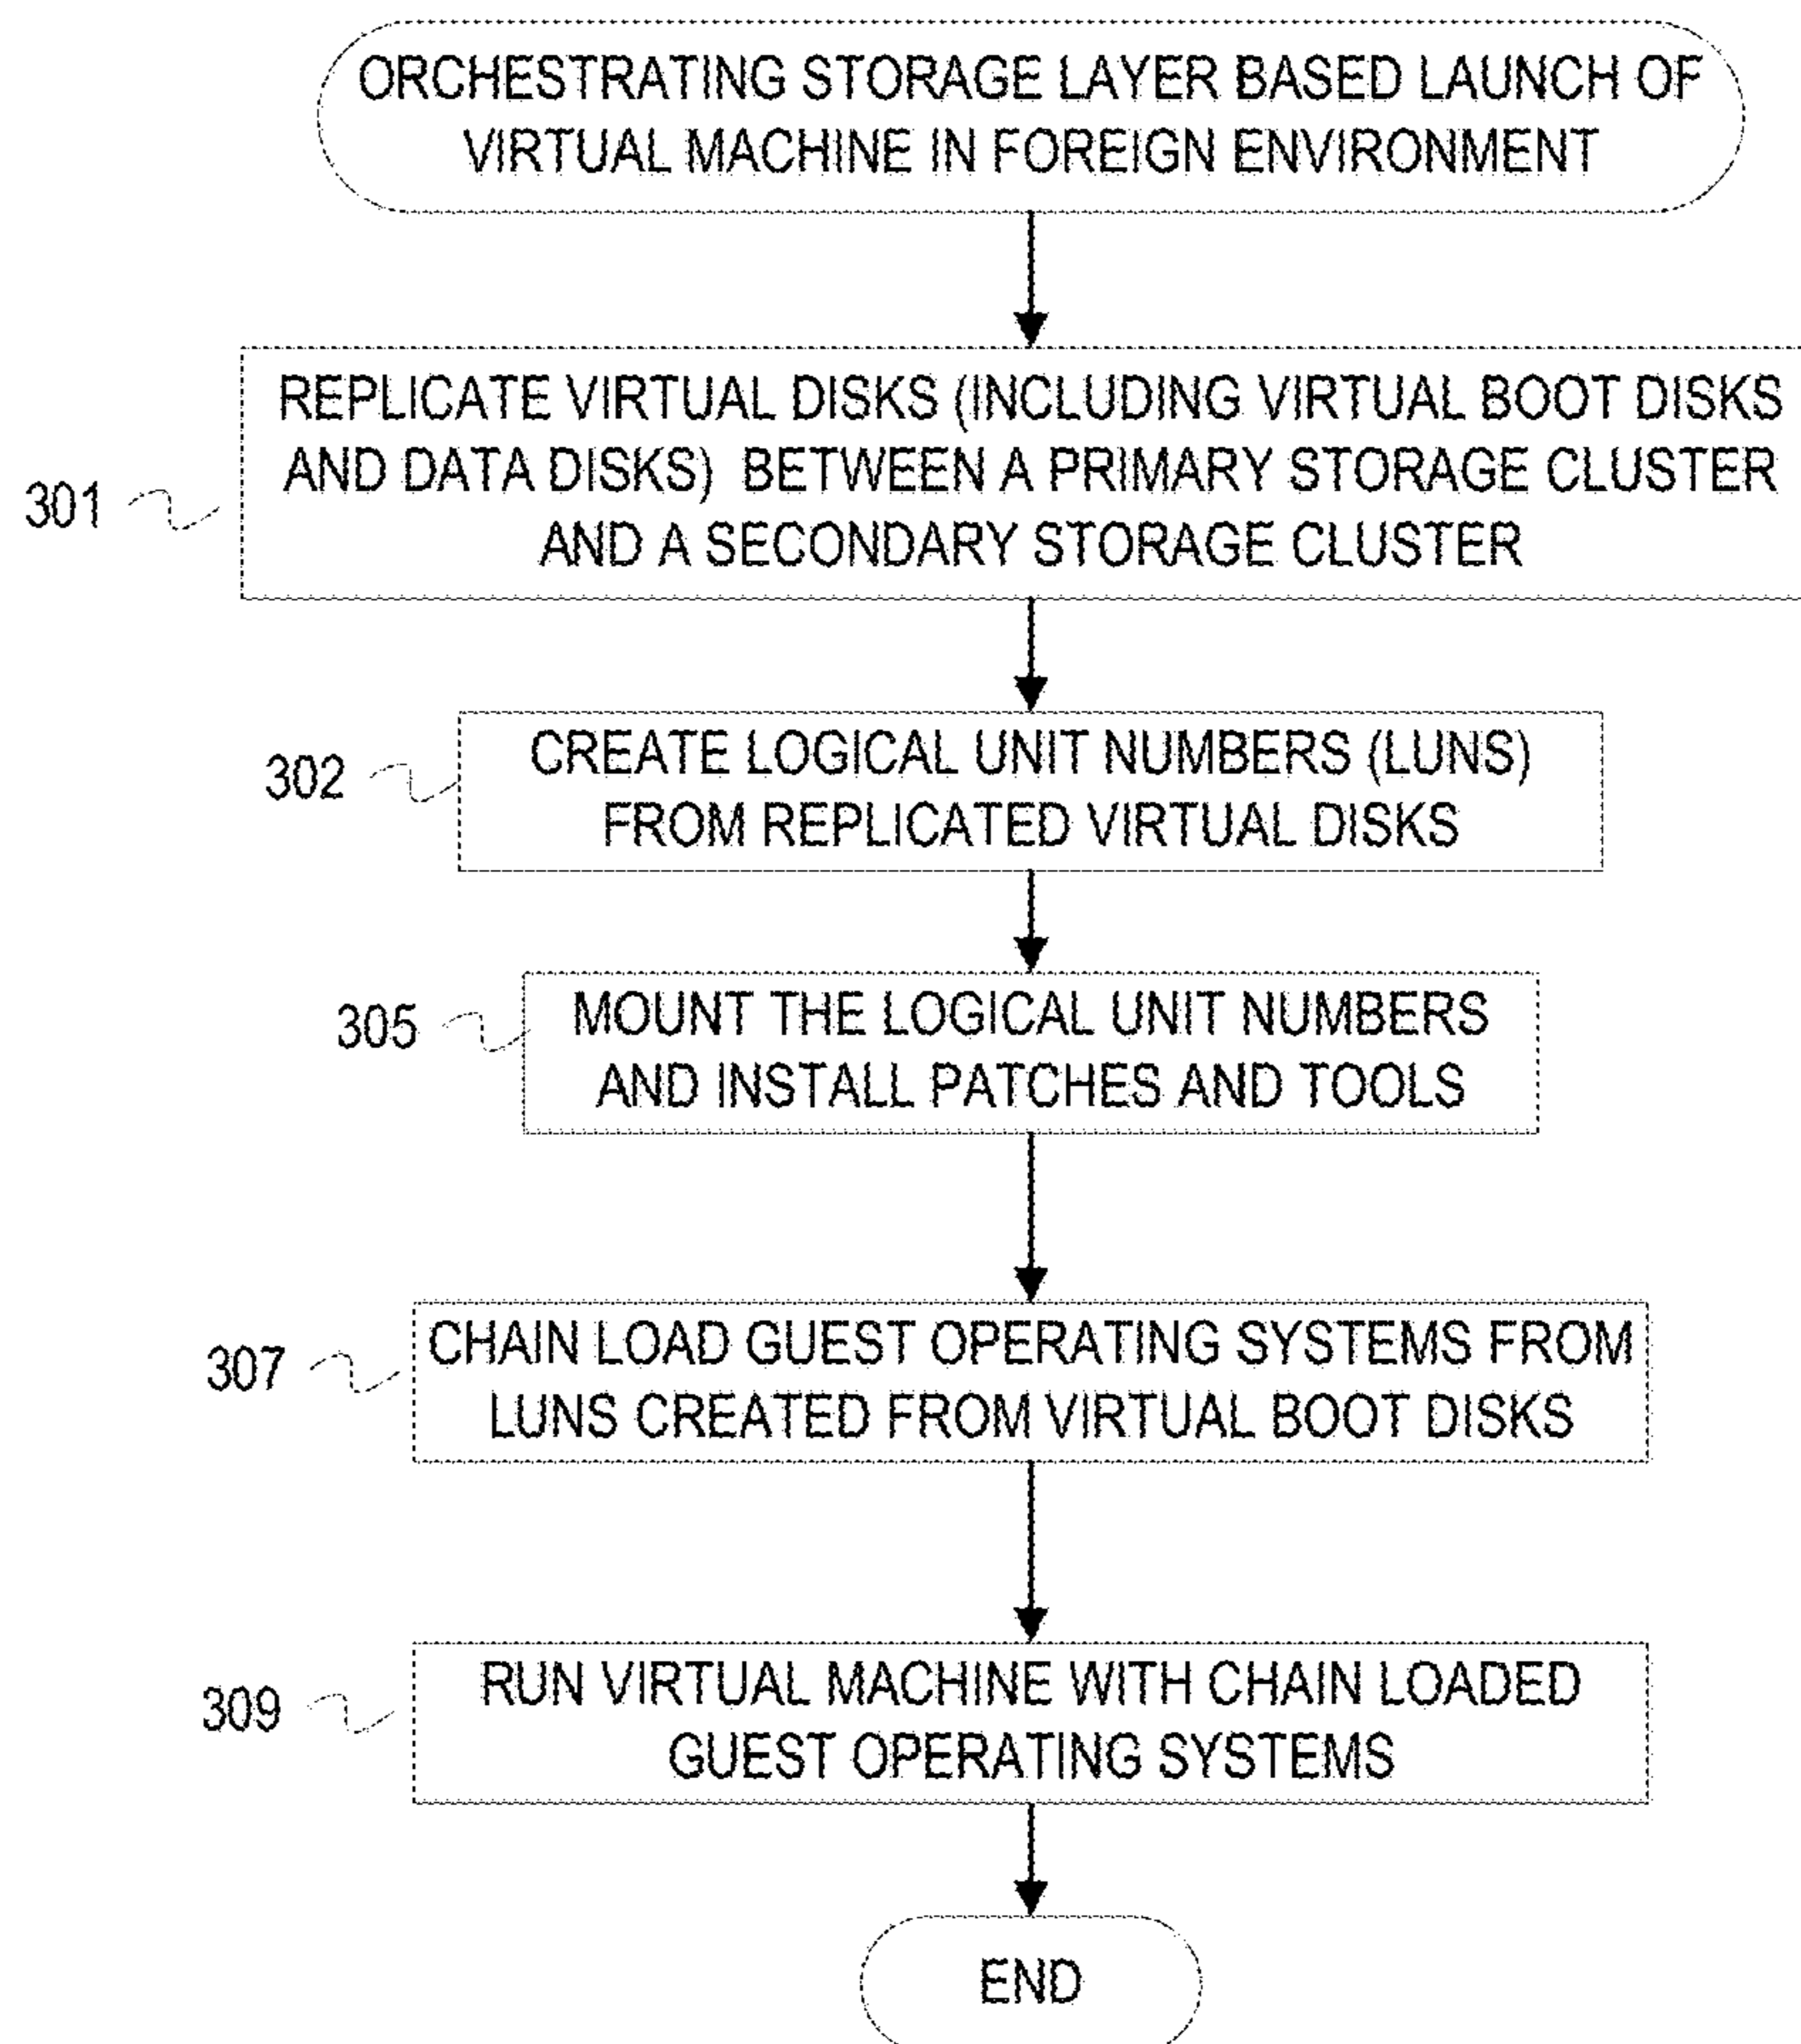 ORCHESTRATING STORAGE LAYER BASED LAUNCH OF
VIRTUAL MACHINE IN FOREIGN ENVIRONMENT
REPLICATE VIRTUAL DISKS (INCLUDING VIRTUAL BOOT DISKS
AND DATA DISKS) BETWEEN A PRIMARY STORAGE CLUSTER
AND A SECONDARY STORAGE CLUSTER
301
CREATE LOGICAL UNIT NUMBERS (LUNS)
FROM REPLICATED VIRTUAL DISKS
302
MOUNT THE LOGICAL UNIT NUMBERS
AND INSTALL PATCHES AND TOOLS
305
CHAIN LOAD GUEST OPERATING SYSTEMS FROM
LUNS CREATED FROM VIRTUAL BOOT DISKS
307
RUN VIRTUAL MACHINE WITH CHAIN LOADED
GUEST OPERATING SYSTEMS
309
END